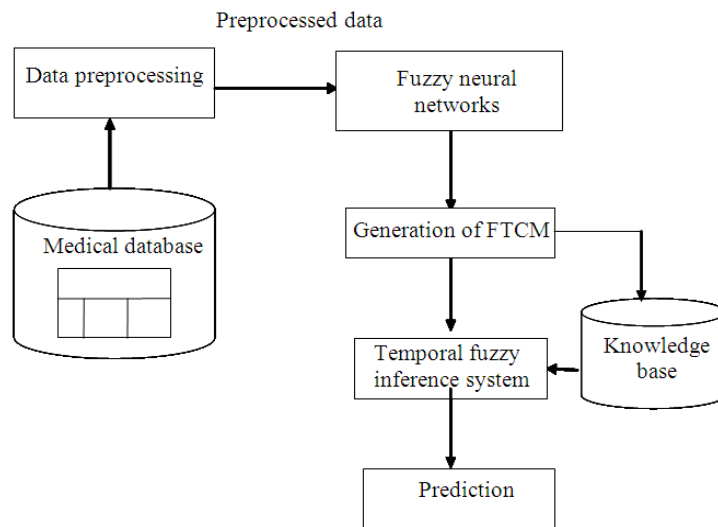 Preprocessed data
Data preprocessing
Fuzzy neural
networks
Medical database
Generation of FTCM
Temporal fuzzy
inference system
Knowledge
base
Prediction